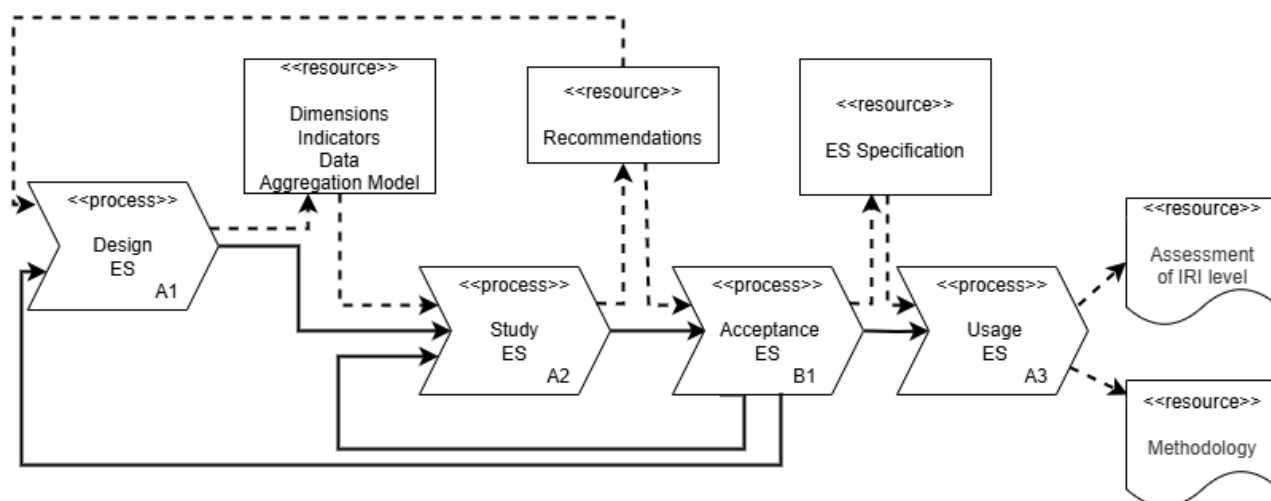 <<resource>>
Dimensions
Indicators
Data
Aggregation Model
<<resource>>
Recommendations
<<resource>>
ES Specification
<<process>>
Design
ES
A1
<<process>>
Study
ES
A2
<<process>>
Acceptance
ES
B1
<<process>>
Usage
ES
A3
<<resource>>
Assessment
of IRI level
<<resource>>
Methodology